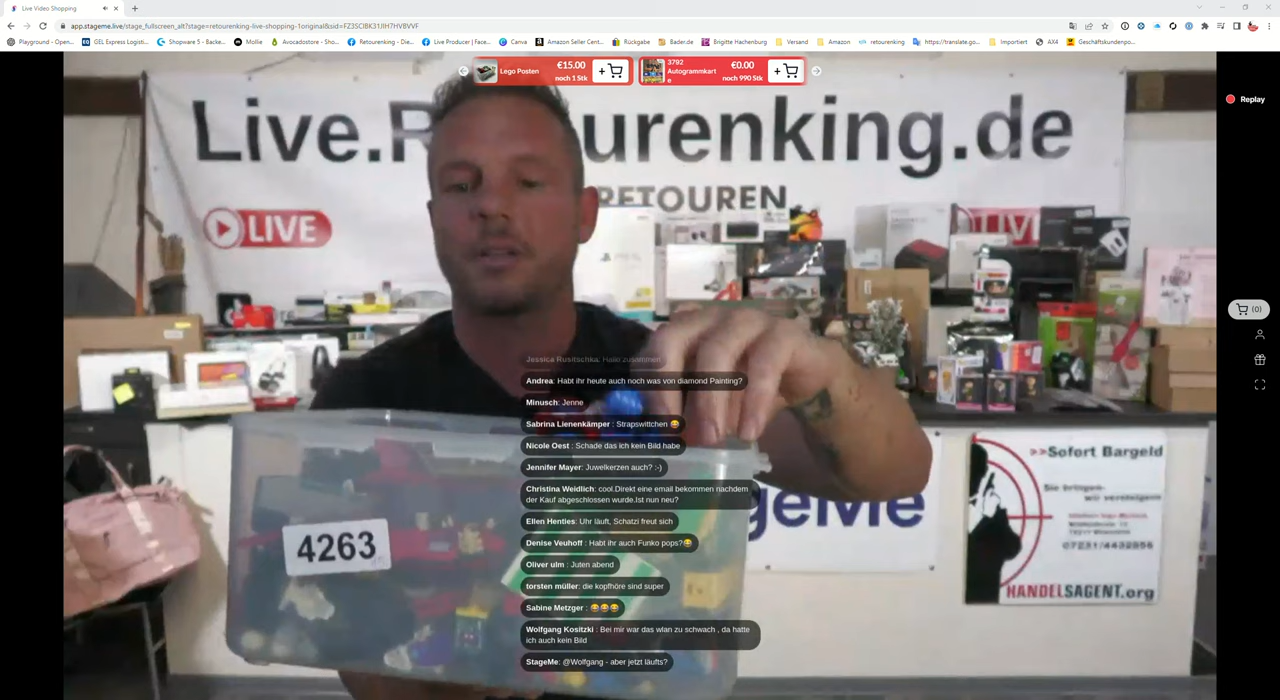 Live Video Shopping
app.stageme.live/stage_fullscreen_alt?stage=retourenking-live-shopping-1original&sid=FZ3SCIBK31JIH7HVBVVF
Playground - Open...
GEL Express Logisti...
Shopware 5 - Backe...
Mollie
Avocadostore - Sho...
Retourenking - Die...
Live Producer | Face...
Canva
Amazon Seller Cent...
Rückgabe
Bader.de
Brigitte Hachenburg
Versand
Amazon
retourenking
https://translate.go...
Importiert
AX4
Geschäftskundenpo...
Lego Posten
€15.00
noch 1 Stk
3792
Autogrammkart
e
€0.00
noch 990 Stk
Replay
(0)
Live.R urenking.de
RETOUREN
LIVE
LIVE
Jessica Rusitschka: Hallo zusammen
Andrea: Habt ihr heute auch noch was von diamond Painting?
Minusch: Jenne
Sabrina Lienenkämper : Strapswittchen 😄
Nicole Oest : Schade das ich kein Bild habe
Jennifer Mayer: Juwelkerzen auch? :-)
Christina Weidlich: cool.Direkt eine email bekommen nachdem
der Kauf abgeschlossen wurde.Ist nun neu?
Ellen Henties: Uhr läuft, Schatzi freut sich
Denise Veuhoff : Habt ihr auch Funko pops?😂
Oliver ulm : Juten abend
torsten müller: die kopfhöre sind super
Sabine Metzger : 😂😂😂
Wolfgang Kositzki : Bei mir war das wlan zu schwach , da hatte
ich auch kein Bild
StageMe: @Wolfgang - aber jetzt läufts?
4263
geMe
>>Sofort Bargeld
Sie bringen-
wir versteigern
07231/4432956
HANDELSAGENT.org